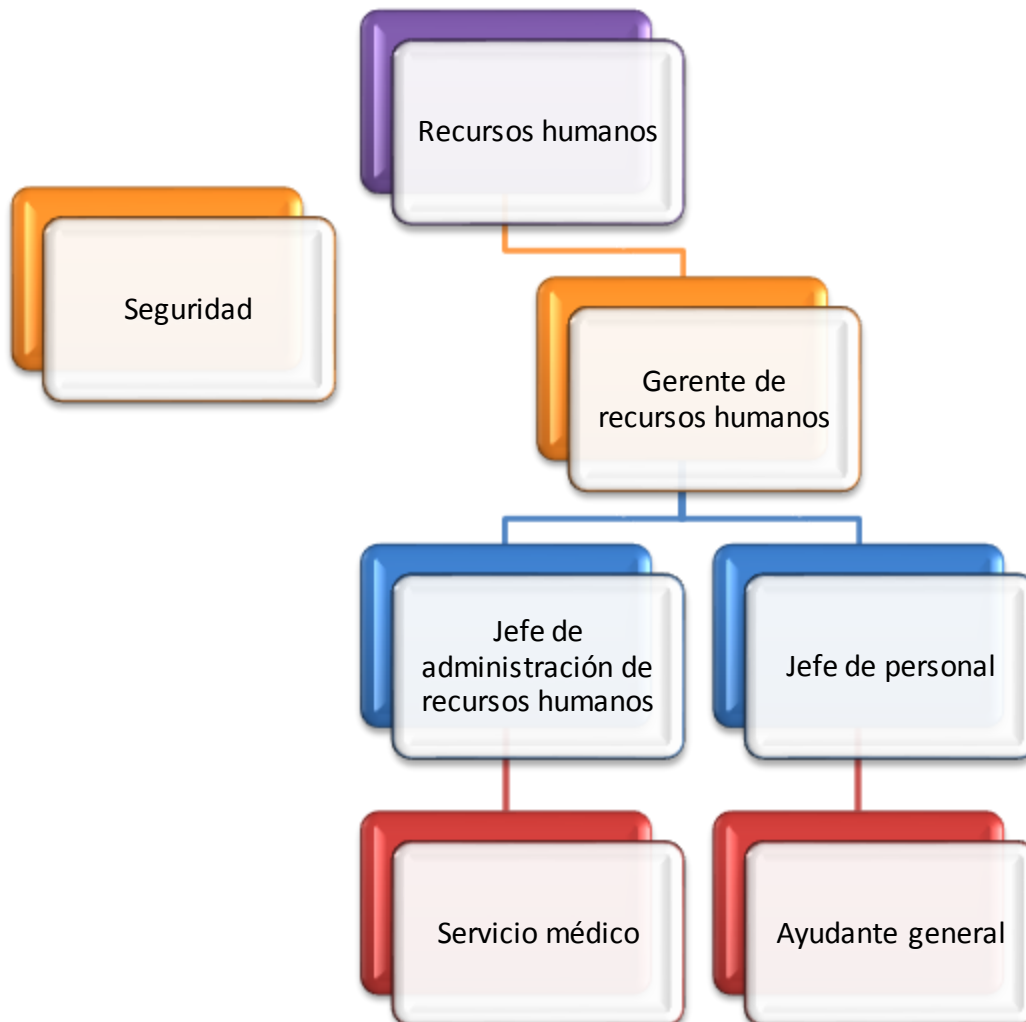 Recursos humanos
Seguridad
Gerente de
recursos humanos
Jefe de
administración de
recursos humanos
Jefe de personal
Servicio médico
Ayudante general